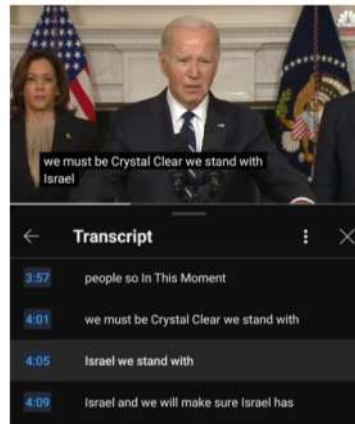 we must be Crystal Clear we stand with
Israel
Transcript
3:57 people so In This Moment
4:01 we must be Crystal Clear we stand with
4:05 Israel we stand with
4:09 Israel and we will make sure Israel has